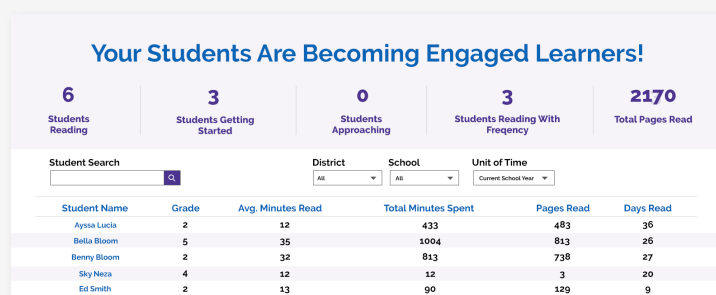 Your Students Are Becoming Engaged Learners!
6 3 0 3 2170
Students Reading
Students Getting Started
Students Approaching
Students Reading With Freqency
Total Pages Read
Student Search District School Unit of Time
All All Current School Year
Student Name Grade Avg. Minutes Read Total Minutes Spent Pages Read Days Read
Ayssa Lucia 2 12 433 483 36
Bella Bloom 5 35 1004 813 26
Benny Bloom 2 32 813 738 27
Sky Neza 4 12 12 3 20
Ed Smith 2 13 90 129 9